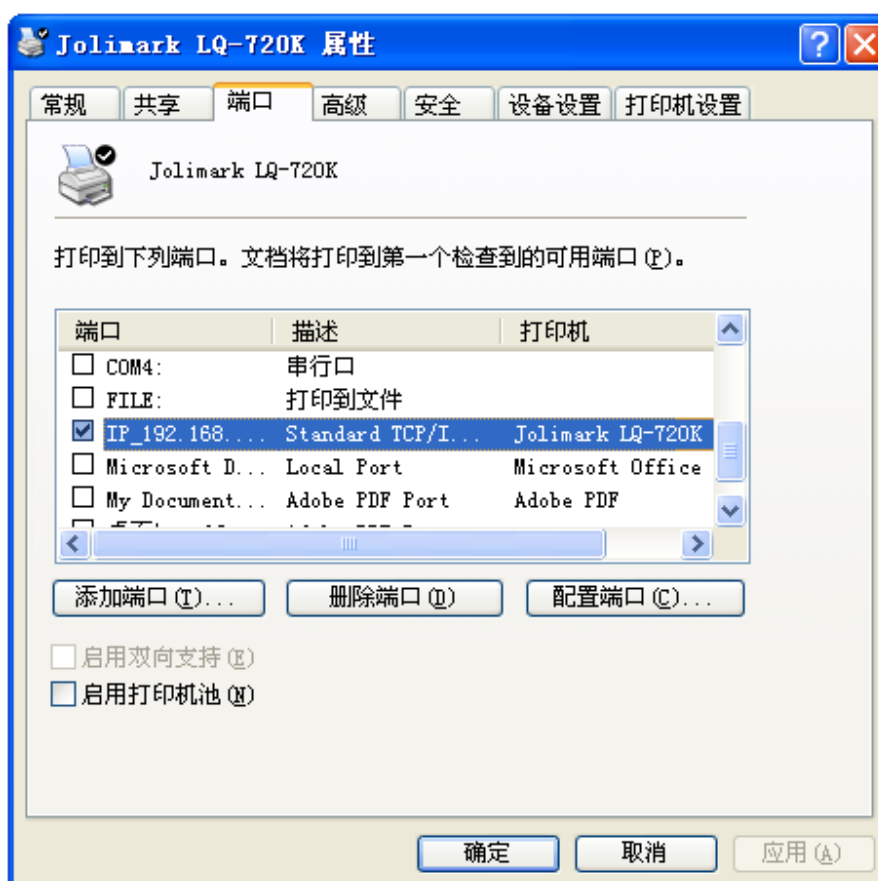 Jolimark LQ-720K 属性
常规 共享 端口 高级 安全 设备设置 打印机设置
Jolimark LQ-720K
打印到下列端口。文档将打印到第一个检查到的可用端口(P)。
端口 描述 打印机
COM4: 串行口
FILE: 打印到文件
IP_192.168.... Standard TCP/I... Jolimark LQ-720K
Microsoft D... Local Port Microsoft Office
My Document... Adobe PDF Port Adobe PDF
添加端口(T)... 删除端口(D) 配置端口(C)...
启用双向支持(E)
启用打印机池(N)
确定 取消 应用(A)